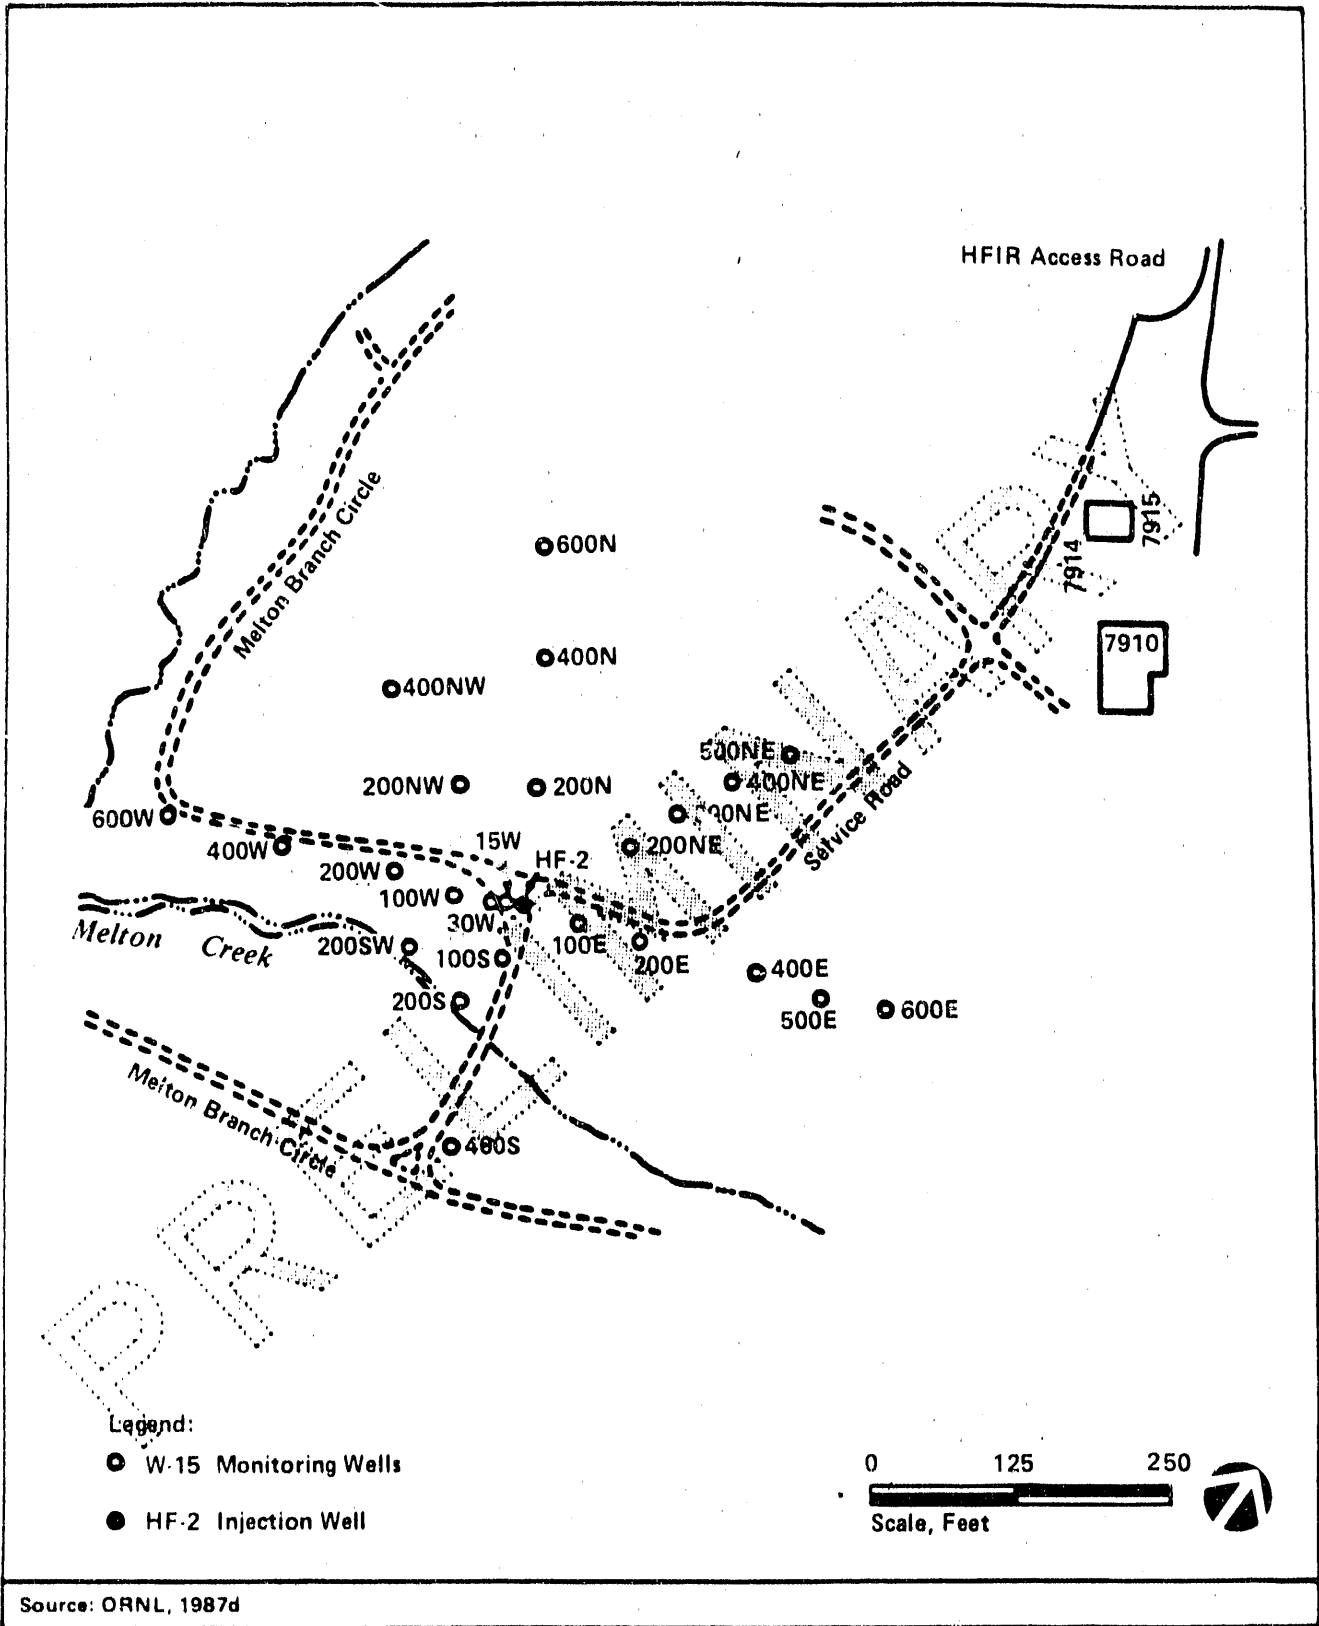 HFIR Access Road
Melton Branch Circle
7915
7914
7910
600N
400N
400NW
500NE
400NE
200NW
200N
00NE
600W
200NE
Service Road
15W
400W
HF-2
200W
100W
30W
100E
200E
Melton Creek
200SW
100S
400E
200S
500E
600E
Melton Branch Circle
400S
PRELIMINARY
Legend:
W-15 Monitoring Wells
HF-2 Injection Well
0 125 250
Scale, Feet
Source: ORNL, 1987d